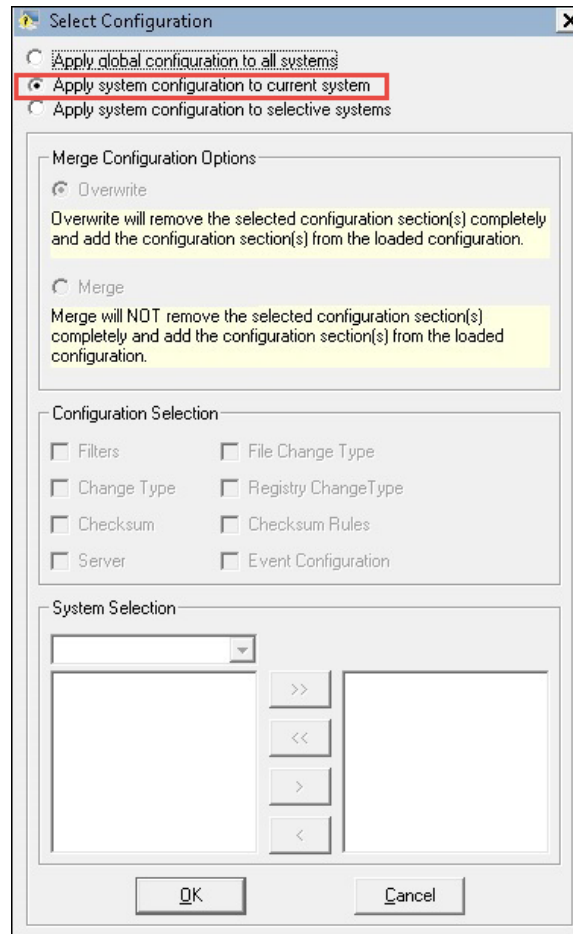 Select Configuration
Apply global configuration to all systems
Apply system configuration to current system
Apply system configuration to selective systems
Merge Configuration Options
Overwrite
Overwrite will remove the selected configuration section(s) completely
and add the configuration section(s) from the loaded configuration.
Merge
Merge will NOT remove the selected configuration section(s)
completely and add the configuration section(s) from the loaded
configuration.
Configuration Selection
Filters File Change Type
Change Type Registry ChangeType
Checksum Checksum Rules
Server Event Configuration
System Selection
>>
<<
>
<
OK Cancel